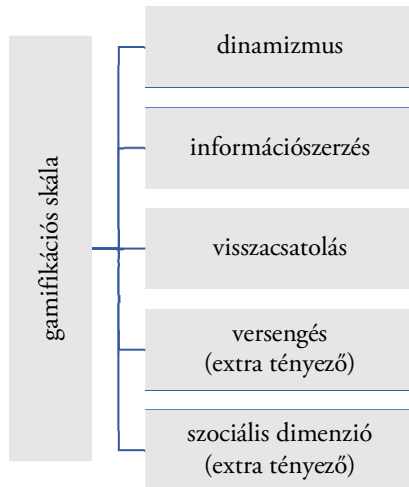 gamifikációs skála
dinamizmus
információszerzés
visszacsatolás
versengés
(extra tényező)
szociális dimenzió
(extra tényező)